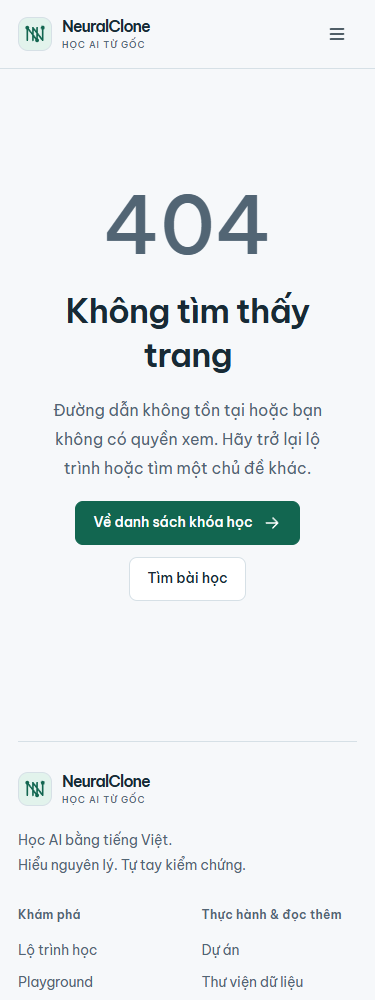 NeuralClone
HỌC AI TỪ GỐC
404
Không tìm thấy
trang
Đường dẫn không tồn tại hoặc bạn
không có quyền xem. Hãy trở lại lộ
trình hoặc tìm một chủ đề khác.
Về danh sách khóa học →
Tìm bài học
NeuralClone
HỌC AI TỪ GỐC
Học AI bằng tiếng Việt.
Hiểu nguyên lý. Tự tay kiểm chứng.
Khám phá
Lộ trình học
Playground
Thực hành & đọc thêm
Dự án
Thư viện dữ liệu